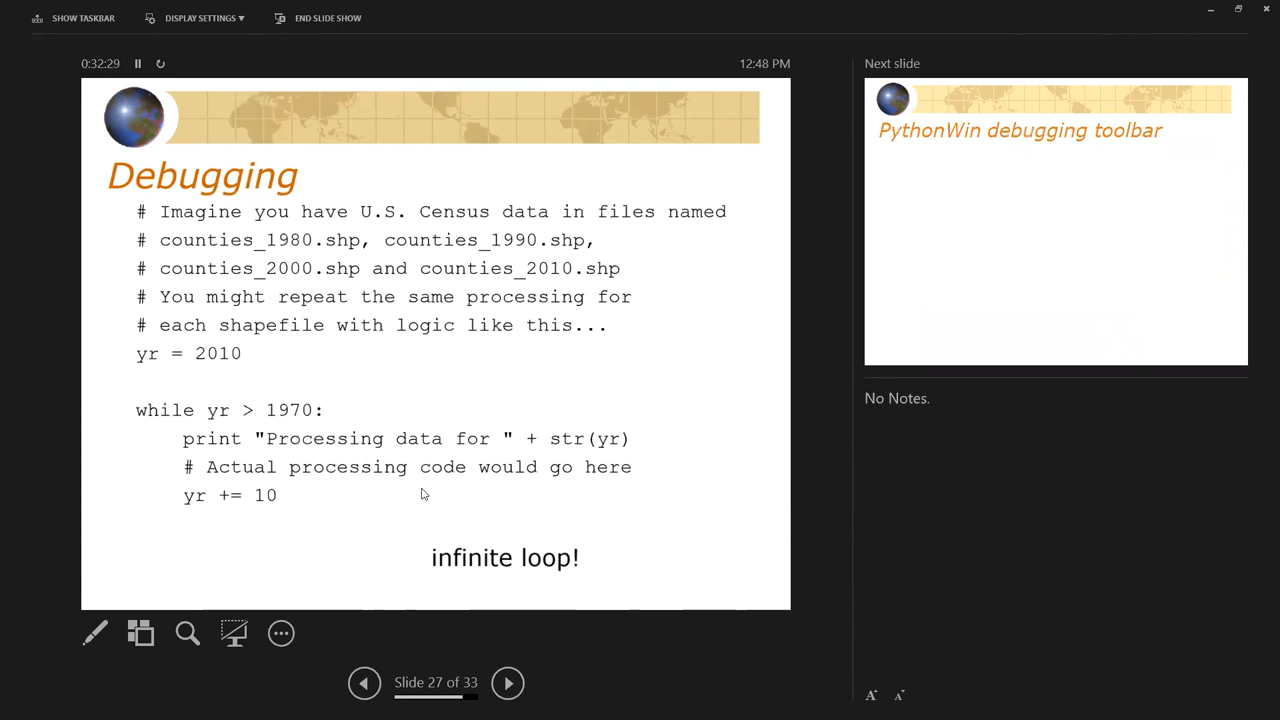 SHOW TASKBAR
DISPLAY SETTINGS ▼
END SLIDE SHOW
0:32:29
12:48 PM
Debugging
# Imagine you have U.S. Census data in files named
# counties_1980.shp, counties_1990.shp,
# counties_2000.shp and counties_2010.shp
# You might repeat the same processing for
# each shapefile with logic like this...
yr = 2010
while yr > 1970:
print "Processing data for " + str(yr)
# Actual processing code would go here
yr += 10
infinite loop!
Slide 27 of 33
Next slide
PythonWin debugging toolbar
No Notes.
A
A